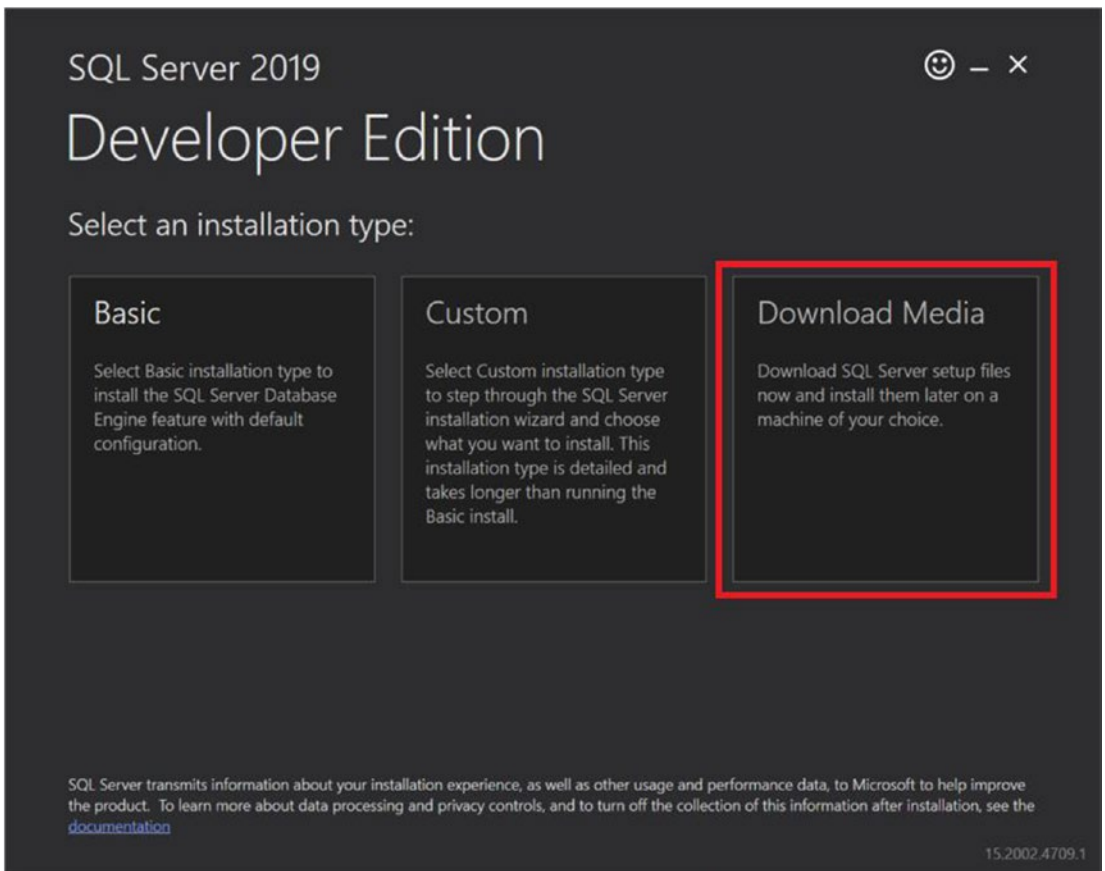 SQL Server 2019
Developer Edition
Select an installation type:
Basic
Select Basic installation type to
install the SQL Server Database
Engine feature with default
configuration.
Custom
Select Custom installation type
to step through the SQL Server
installation wizard and choose
what you want to install. This
installation type is detailed and
takes longer than running the
Basic install.
Download Media
Download SQL Server setup files
now and install them later on a
machine of your choice.
SQL Server transmits information about your installation experience, as well as other usage and performance data, to Microsoft to help improve
the product. To learn more about data processing and privacy controls, and to turn off the collection of this information after installation, see the
documentation
15.2002.4709.1